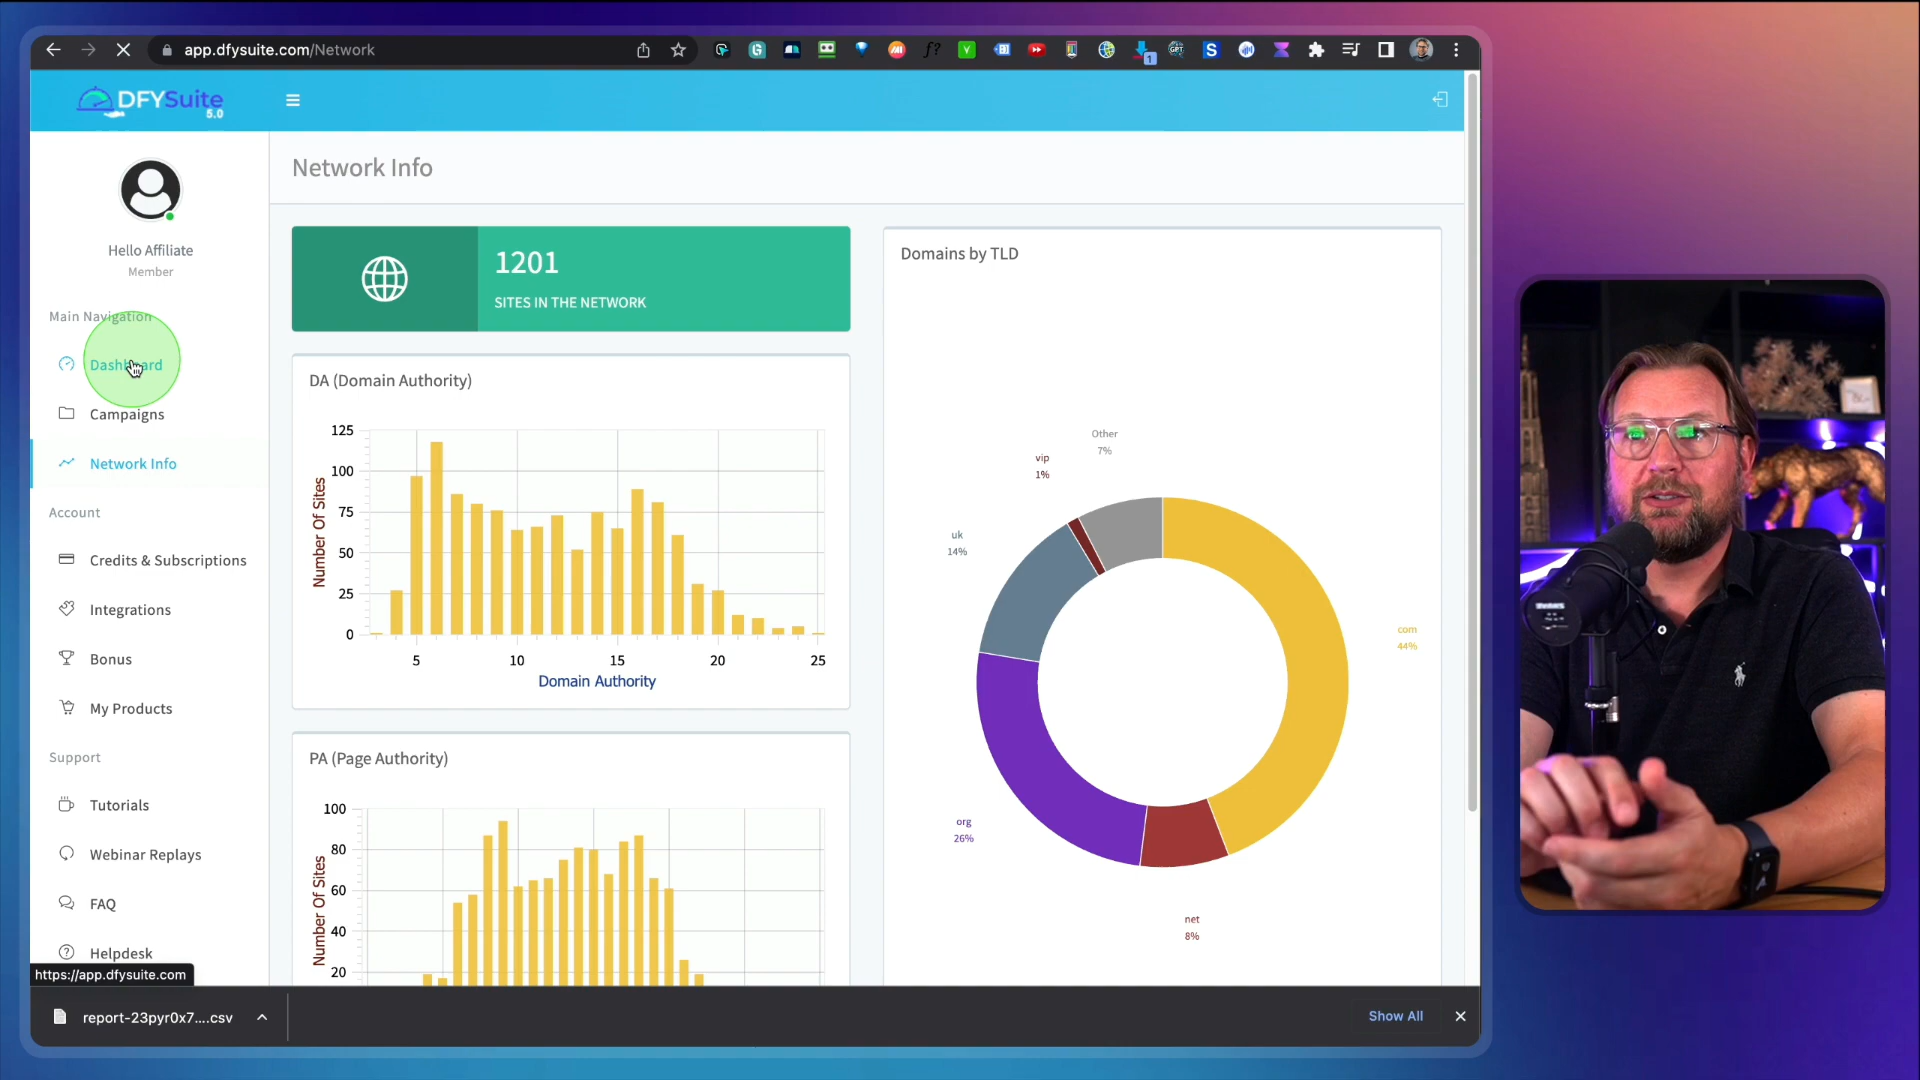 app.dfysuite.com/Network
DFYSuite
5.0
Hello Affiliate
Member
Main Navigation
Dashboard
Campaigns
Network Info
Account
Credits & Subscriptions
Integrations
Bonus
My Products
Support
Tutorials
Webinar Replays
FAQ
Helpdesk
https://app.dfysuite.com
Network Info
1201
SITES IN THE NETWORK
DA (Domain Authority)
Number Of Sites
125
100
75
50
25
0
5 10 15 20 25
Domain Authority
PA (Page Authority)
Number Of Sites
100
80
60
40
20
Domains by TLD
Other
7%
vip
1%
uk
14%
com
44%
org
26%
net
8%
report-23pyr0x7....csv
Show All